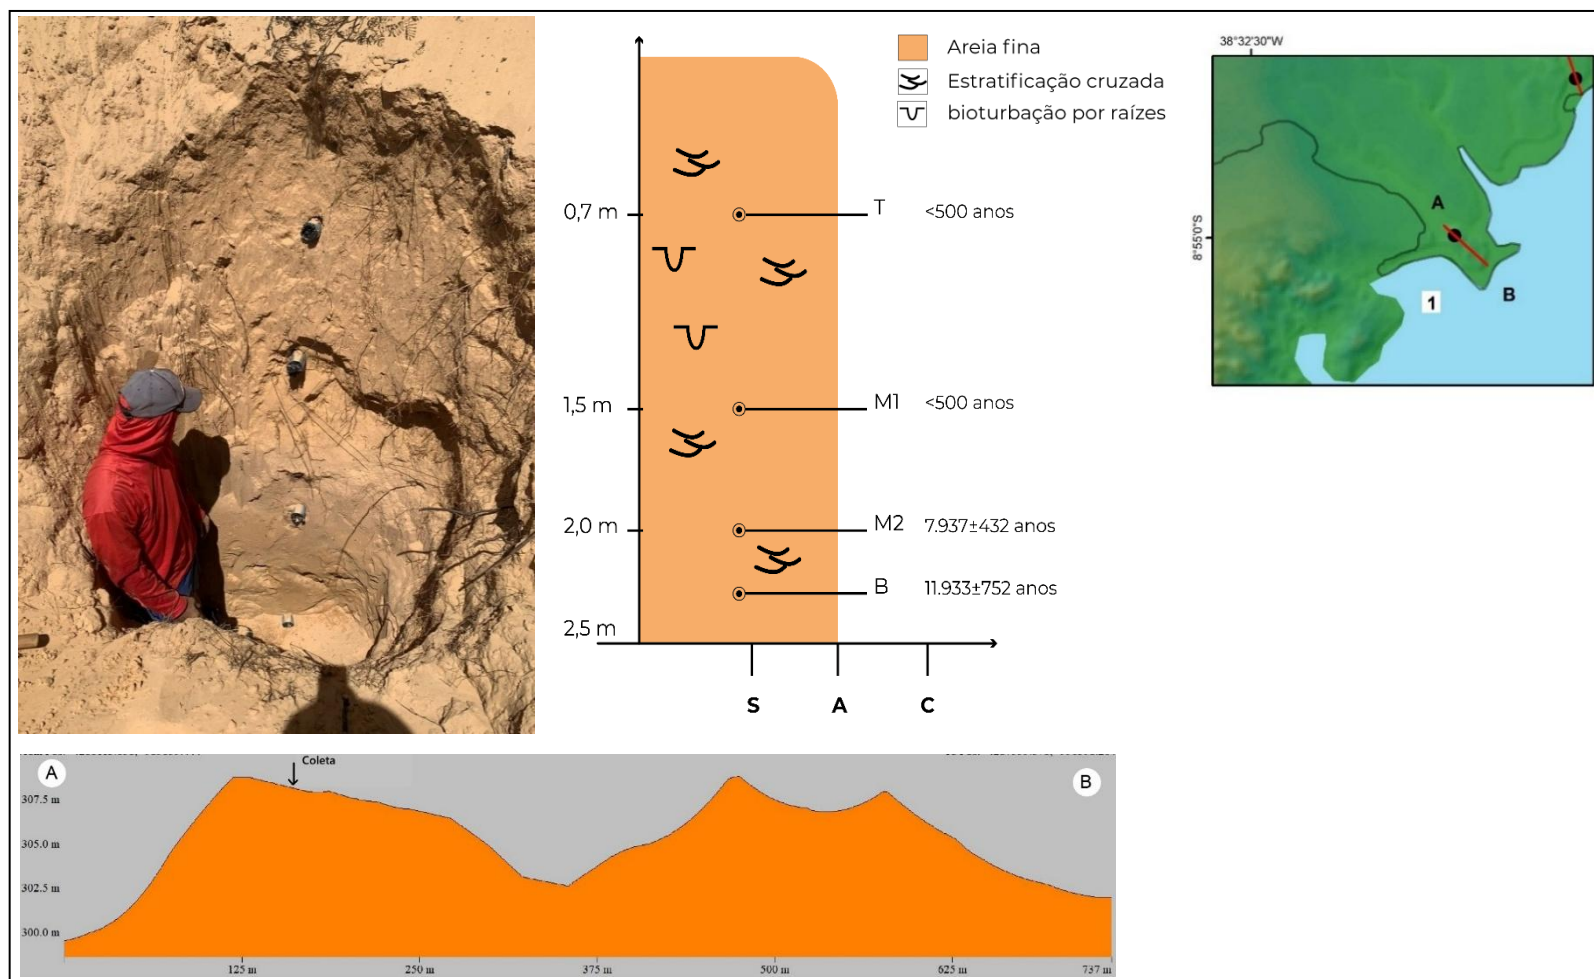 Areia fina
Estratificação cruzada
bioturbação por raízes
0,7 m
T
<500 anos
1,5 m
M1
<500 anos
2,0 m
M2
7.937±432 anos
B
11.933±752 anos
2,5 m
S
A
C
38°32'30"W
8°55'0"S
A
B
1
A
Coleta
B
307.5 m
305.0 m
302.5 m
300.0 m
125 m
250 m
375 m
500 m
625 m
737 m